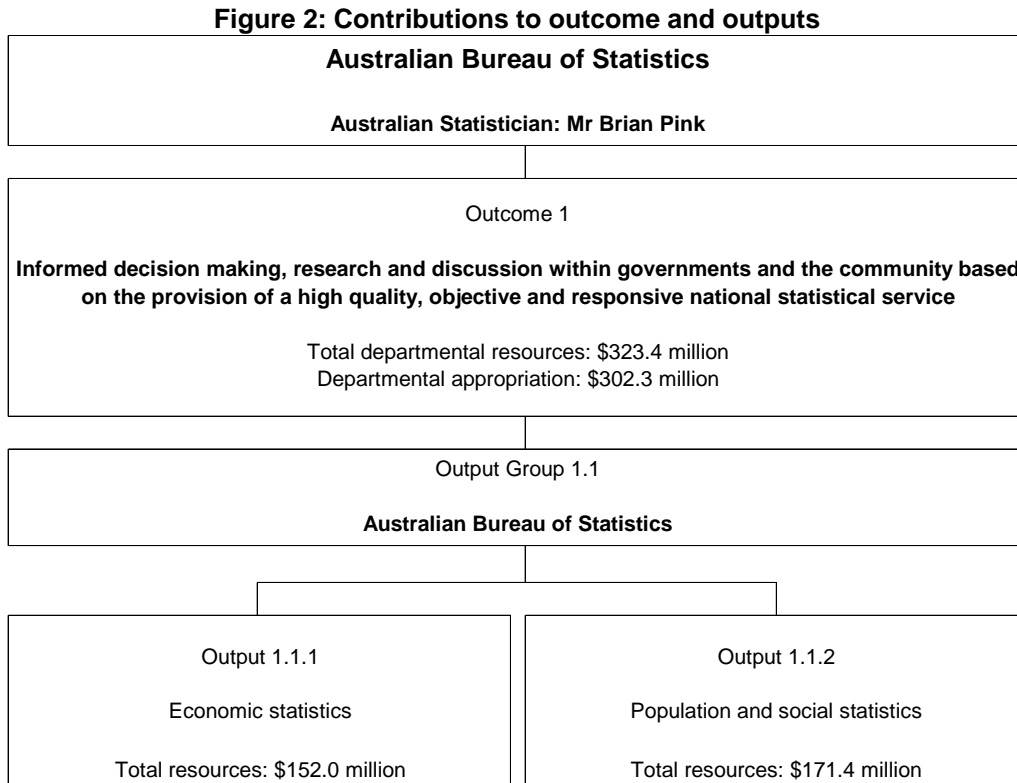 Figure 2: Contributions to outcome and outputs
Australian Bureau of Statistics
Australian Statistician: Mr Brian Pink
Outcome 1
Informed decision making, research and discussion within governments and the community based
on the provision of a high quality, objective and responsive national statistical service
Total departmental resources: $323.4 million
Departmental appropriation: $302.3 million
Output Group 1.1
Australian Bureau of Statistics
Output 1.1.1
Economic statistics
Total resources: $152.0 million
Output 1.1.2
Population and social statistics
Total resources: $171.4 million